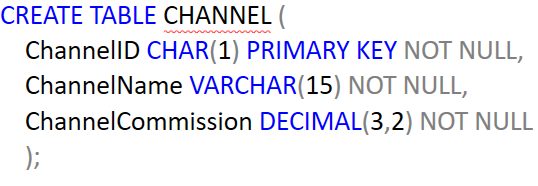 CREATE TABLE CHANNEL (
ChannelID CHAR(1) PRIMARY KEY NOT NULL,
ChannelName VARCHAR(15) NOT NULL,
ChannelCommission DECIMAL(3,2) NOT NULL
);